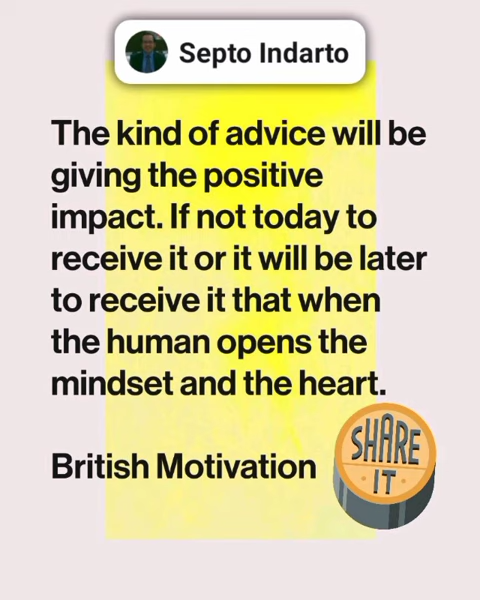 Septo Indarto
The kind of advice will be
giving the positive
impact. If not today to
receive it or it will be later
to receive it that when
the human opens the
mindset and the heart.
British Motivation
SHARE
IT